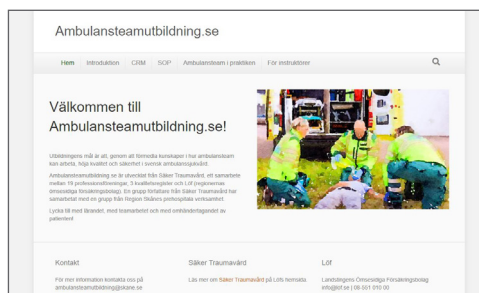 Ambulansteamutbildning.se
Hem Introduktion CRM SOP Ambulansteam i praktiken För instruktörer
Välkommen till
Ambulansteamutbildning.se!
Utbildningens mål är att, genom att förmedla kunskaper i hur ambulansteam
kan arbeta, höja kvalitet och säkerhet i svensk ambulanssjukvård.
Ambulansteamutbildning.se är utvecklat från Säker Traumavård, ett samarbete
mellan 19 professionsföreningar, 3 kvalitetsregister och Löf (regionernas
ömsesidiga försäkringsbolag). En grupp författare från Säker Traumavård har
samarbetat med en grupp från Region Skånes prehospitala verksamhet.
Lycka till med lärandet, med teamarbetet och med omhändertagandet av
patienten!
Kontakt
För mer information kontakta oss på
ambulansteamutbildning@skane.se
Säker Traumavård
Läs mer om Säker Traumavård på Löfs hemsida.
Löf
Landstingens Ömsesidiga Försäkringsbolag
info@lof.se | 08-551 010 00